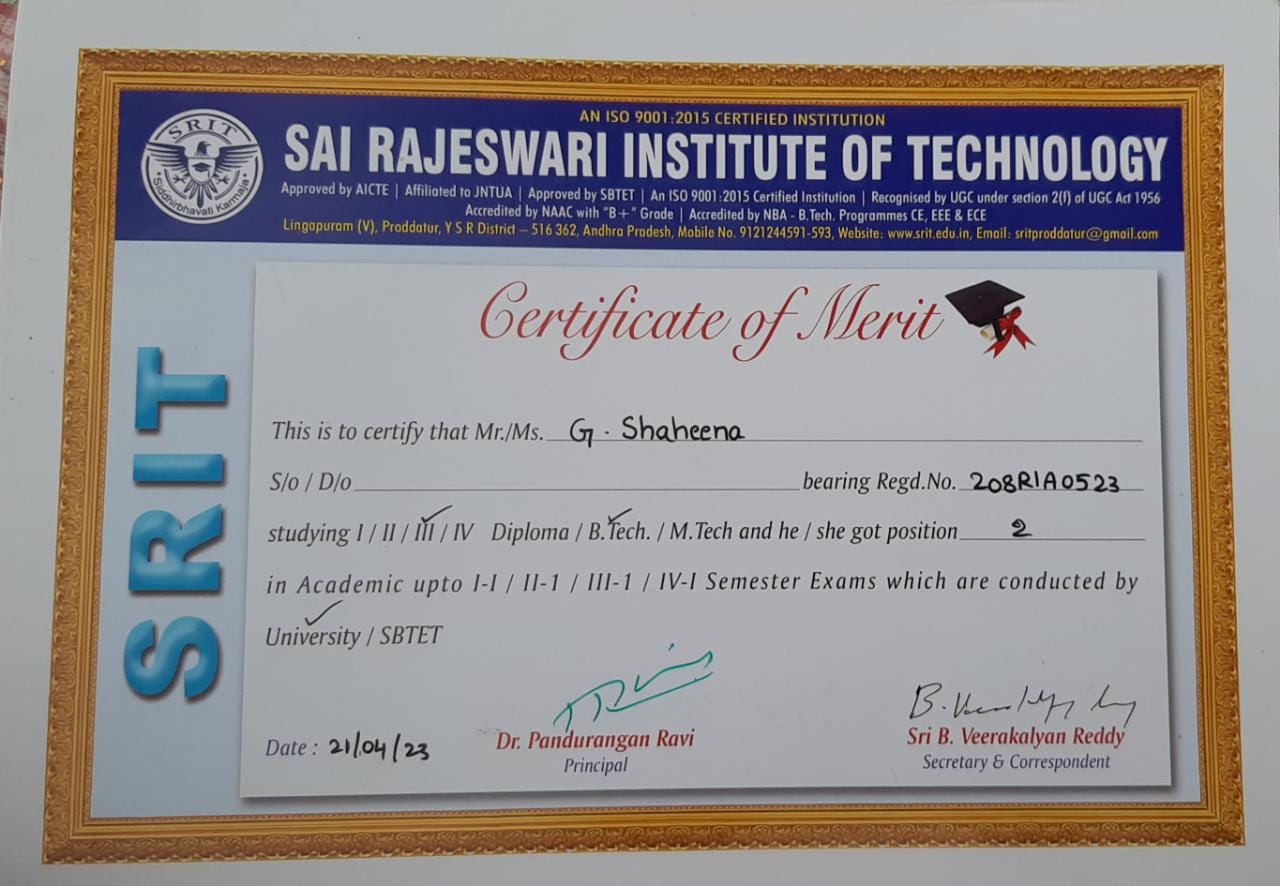 AN ISO 9001:2015 CERTIFIED INSTITUTION
SRIT
Siddhirbhavati Karmaja
SAI RAJESWARI INSTITUTE OF TECHNOLOGY
Approved by AICTE | Affiliated to JNTUA | Approved by SBTET | An ISO 9001:2015 Certified Institution | Recognised by UGC under section 2(f) of UGC Act 1956
Accredited by NAAC with "B+" Grade | Accredited by NBA - B.Tech. Programmes CE, EEE & ECE
Lingapuram (V), Proddatur, Y S R District – 516 362, Andhra Pradesh, Mobile No. 9121244591-593, Website: www.srit.edu.in, Email: sritproddatur@gmail.com
SRIT
Certificate of Merit
This is to certify that Mr./Ms. G. Shaheena
S/o / D/o bearing Regd.No. 208R1A0523
studying I / II / III / IV Diploma / B.Tech. / M.Tech and he / she got position 2
in Academic upto I-I / II-1 / III-1 / IV-I Semester Exams which are conducted by
University / SBTET
Date : 21/04/23
Dr. Pandurangan Ravi
Principal
Sri B. Veerakalyan Reddy
Secretary & Correspondent